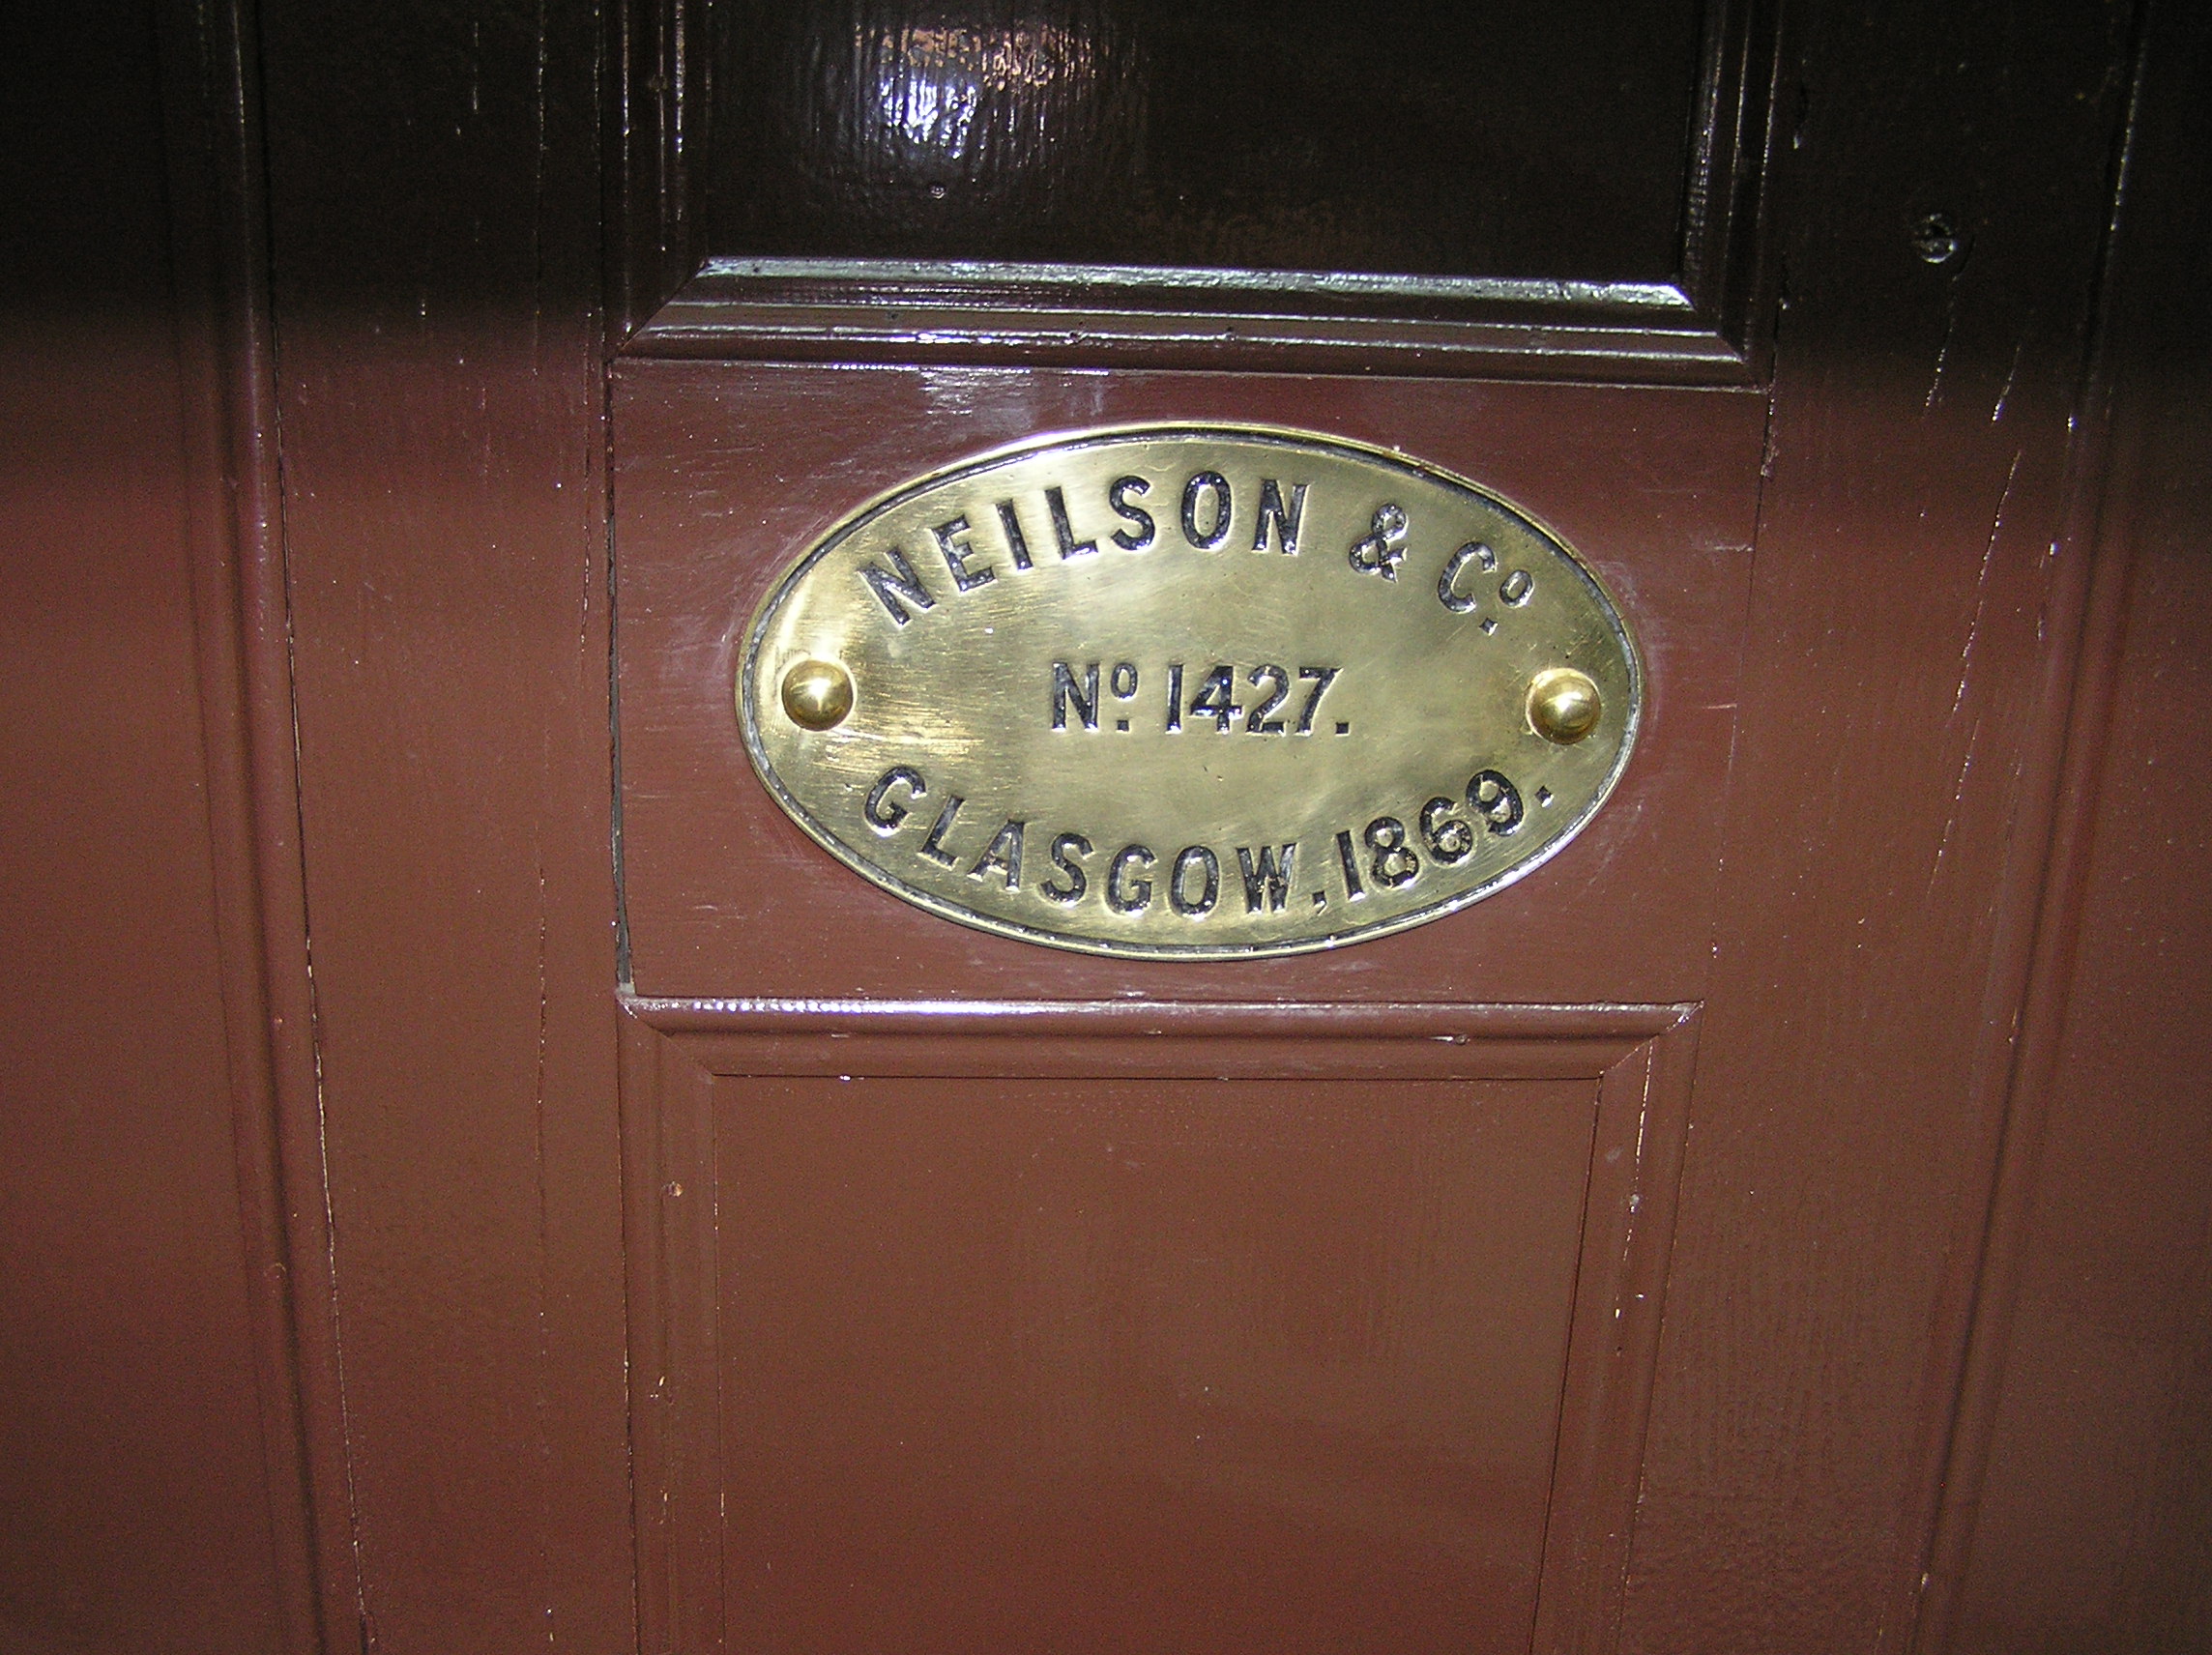 NEILSON & Cº.
Nº. 1427.
GLASGOW, 1869.